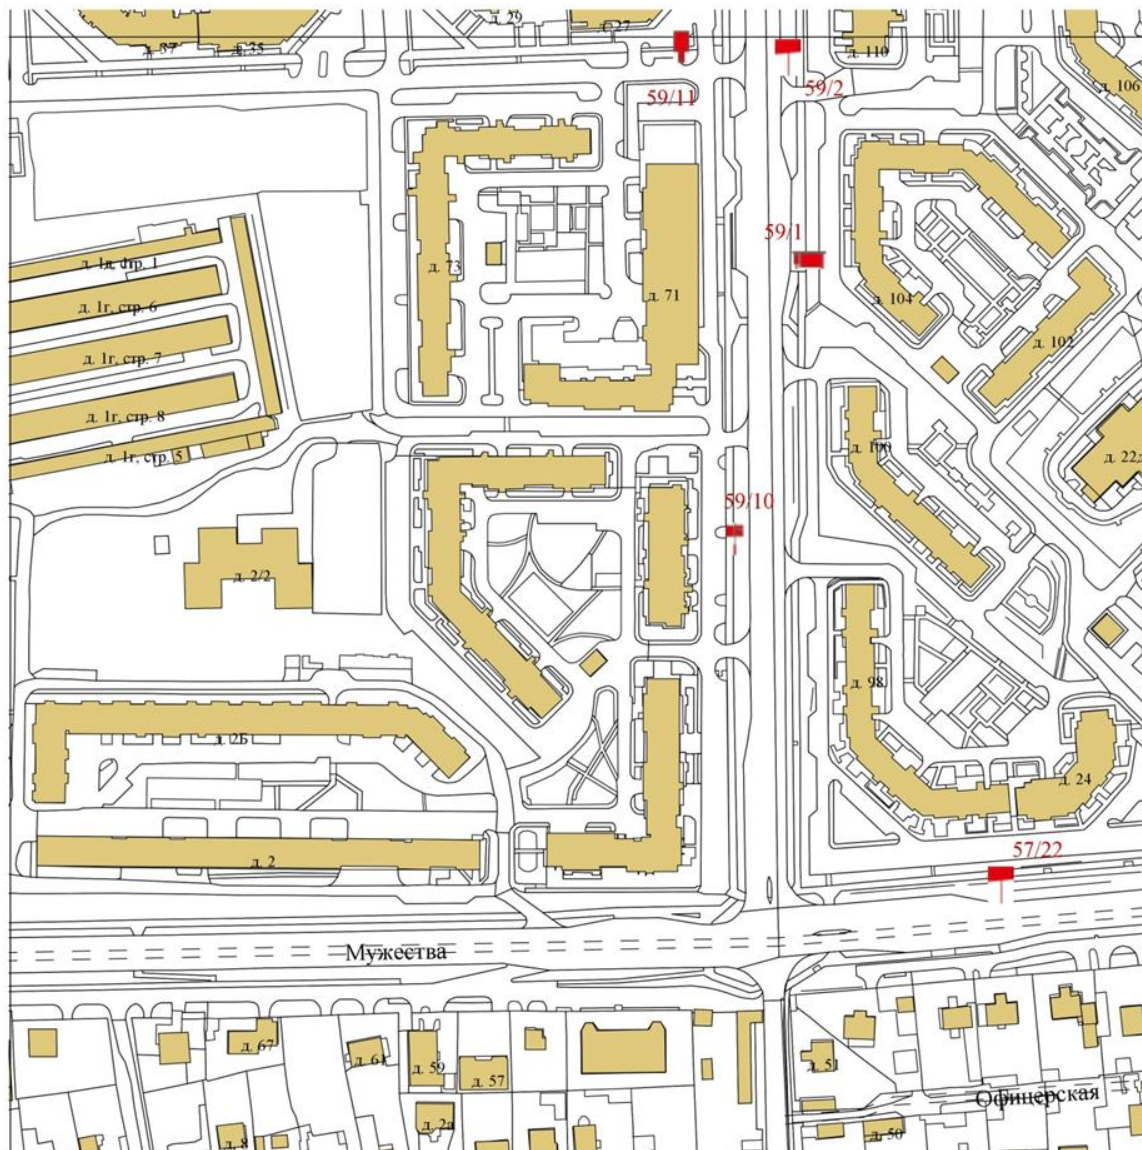 д. 29
д. 27
д. 37
д. 35
д. 110
д. 106
59/11
59/2
59/1
д. 1д, стр. 1
д. 73
д. 71
д. 104
д. 1г, стр. 6
д. 102
д. 1г, стр. 7
д. 1г, стр. 8
д. 100
д. 1г, стр. 5
д. 22д
59/10
д. 2/2
д. 98
д. 2Б
д. 24
57/22
д. 2
Мужества
д. 67
д. 61
д. 59
д. 57
д. 51
Офицерская
д. 2а
д. 8
д. 50